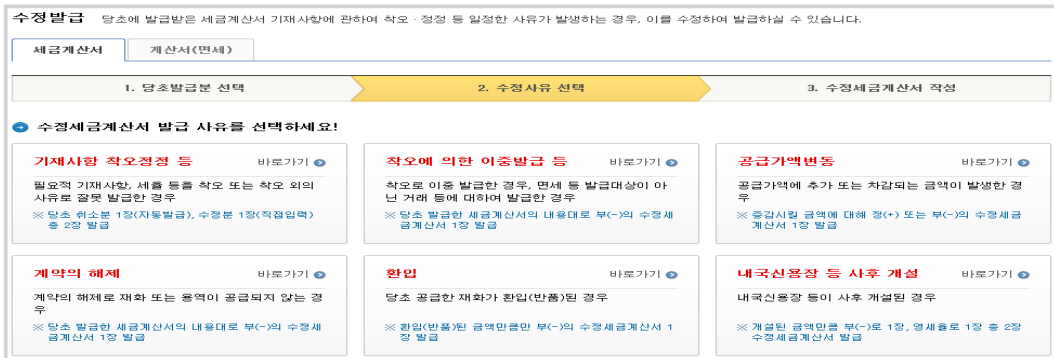 수정발급 당초에 발급받은 세금계산서 기재사항에 관하여 착오·정정 등 일정한 사유가 발생하는 경우, 이를 수정하여 발급하실 수 있습니다.
세금계산서 계산서(면세)
1. 당초발급분 선택 2. 수정사유 선택 3. 수정세금계산서 작성
수정세금계산서 발급 사유를 선택하세요!
기재사항 착오정정 등 바로가기
필요적 기재사항, 세율 등을 착오 또는 착오 외의
사유로 잘못 발급한 경우
※ 당초 취소분 1장(자동발급), 수정분 1장(직접입력)
총 2장 발급
착오에 의한 이중발급 등 바로가기
착오로 이중 발급한 경우, 면세 등 발급대상이 아
닌 거래 등에 대하여 발급한 경우
※ 당초 발급한 세금계산서의 내용대로 부(-)의 수정세
금계산서 1장 발급
공급가액변동 바로가기
공급가액에 추가 또는 차감되는 금액이 발생한 경
우
※ 증감시킬 금액에 대해 정(+) 또는 부(-)의 수정세금
계산서 1장 발급
계약의 해제 바로가기
계약의 해제로 재화 또는 용역이 공급되지 않는 경
우
※ 당초 발급한 세금계산서의 내용대로 부(-)의 수정세
금계산서 1장 발급
환입 바로가기
당초 공급한 재화가 환입(반품)된 경우
※ 환입(반품)된 금액만큼만 부(-)의 수정세금계산서 1
장 발급
내국신용장 등 사후 개설 바로가기
내국신용장 등이 사후 개설된 경우
※ 개설된 금액만큼 부(-)로 1장, 영세율로 1장 총 2장
수정세금계산서 발급